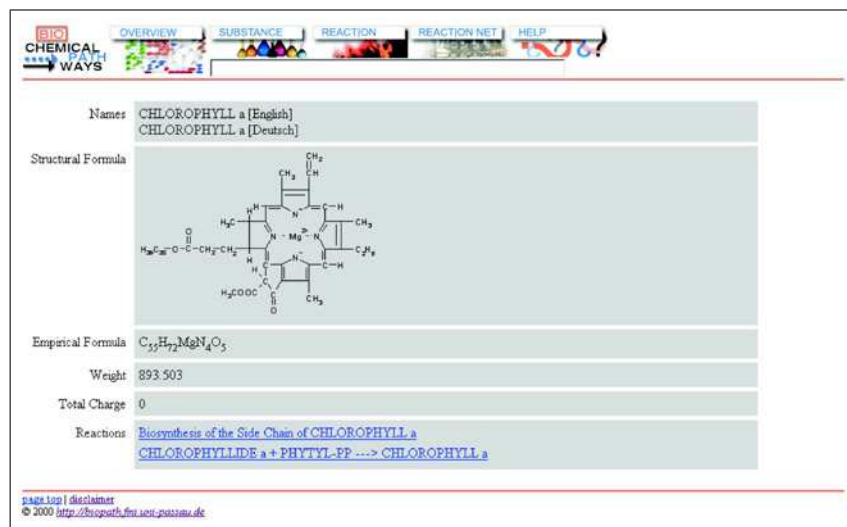 BIO
CHEMICAL
PATH
WAYS
OVERVIEW
SUBSTANCE
REACTION
REACTION NET
HELP
Names
CHLOROPHYLL a [English]
CHLOROPHYLL a [Deutsch]
Structural Formula
CH₂
CH₃
CH
H
C
C
H
H₃C
N
CH₃
N
Mg
N
O
O
C
CH₂
CH₂
C₂H₅
H
N
C
H
H
C
H₃COOC
C
CH₃
O
Empirical Formula
C₅₅H₇₂MgN₄O₅
Weight
893.503
Total Charge
0
Reactions
Biosynthesis of the Side Chain of CHLOROPHYLL a
CHLOROPHYLLIDE a + PHYTYL-PP ---> CHLOROPHYLL a
page top | disclaimer
© 2000 http://biopath.fmi.uni-passau.de